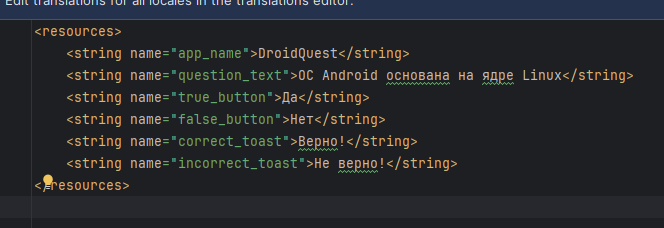 Edit translations for all locales in the translations editor.
<resources>
<string name="app_name">DroidQuest</string>
<string name="question_text">ОС Android основана на ядре Linux</string>
<string name="true_button">Да</string>
<string name="false_button">Нет</string>
<string name="correct_toast">Верно!</string>
<string name="incorrect_toast">Не верно!</string>
</resources>